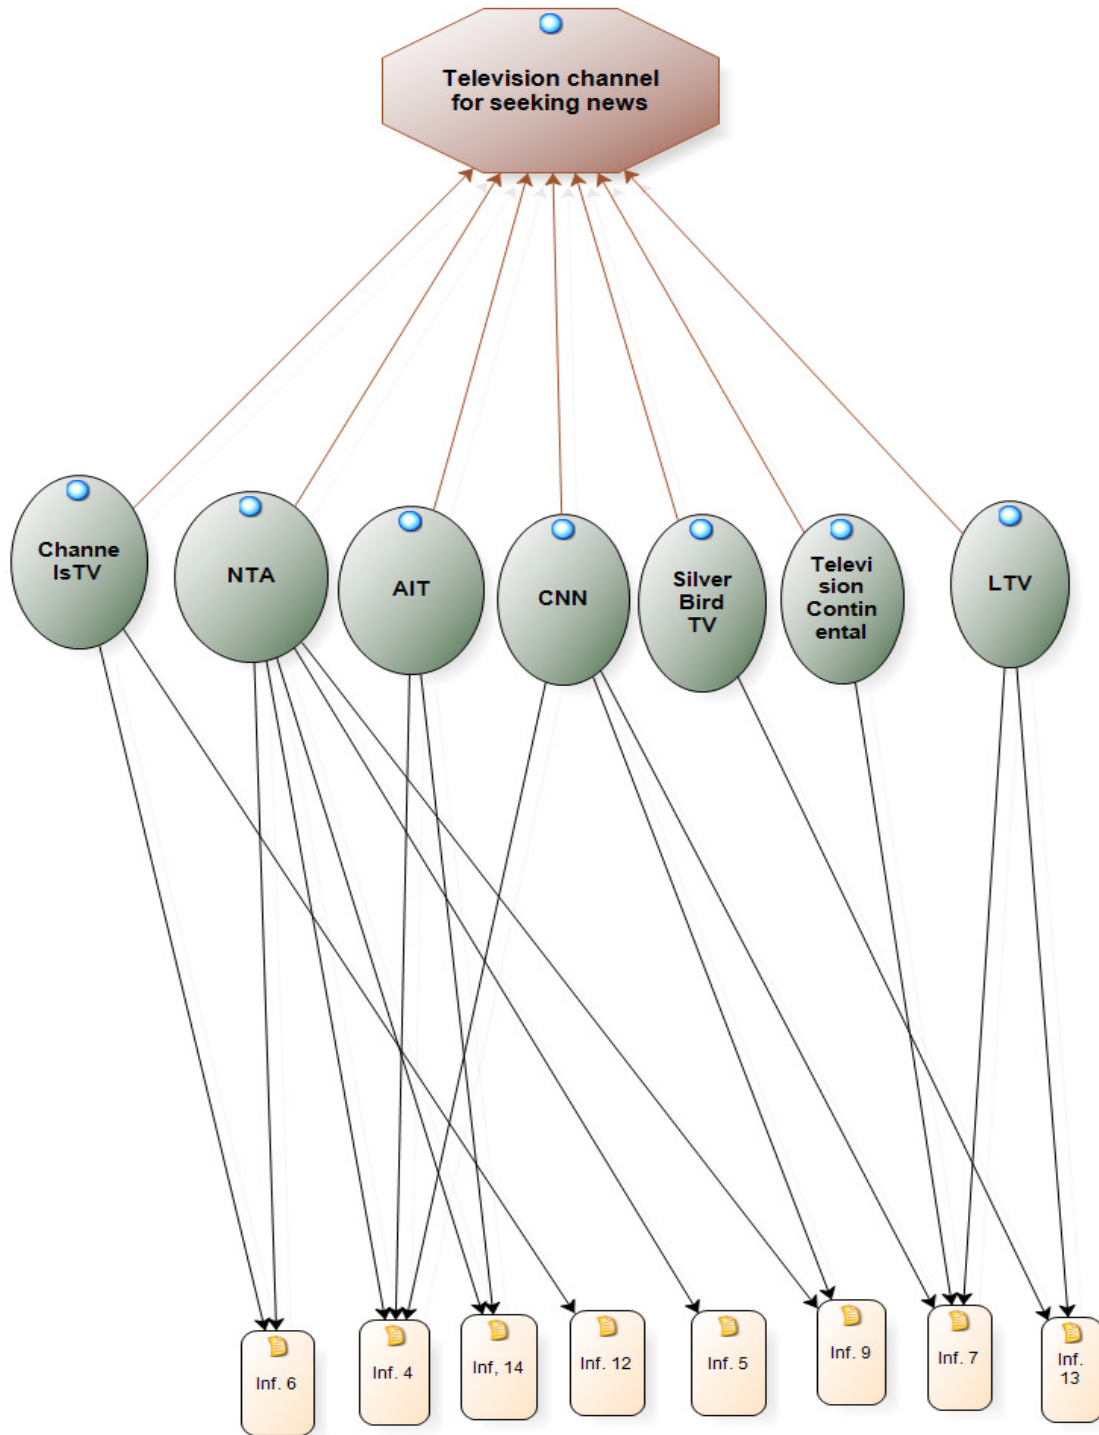 Television channel
for seeking news
Channe
lsTV
NTA
AIT
CNN
Silver
Bird
TV
Televi
sion
Contin
ental
LTV
Inf. 6
Inf. 4
Inf, 14
Inf. 12
Inf. 5
Inf. 9
Inf. 7
Inf.
13